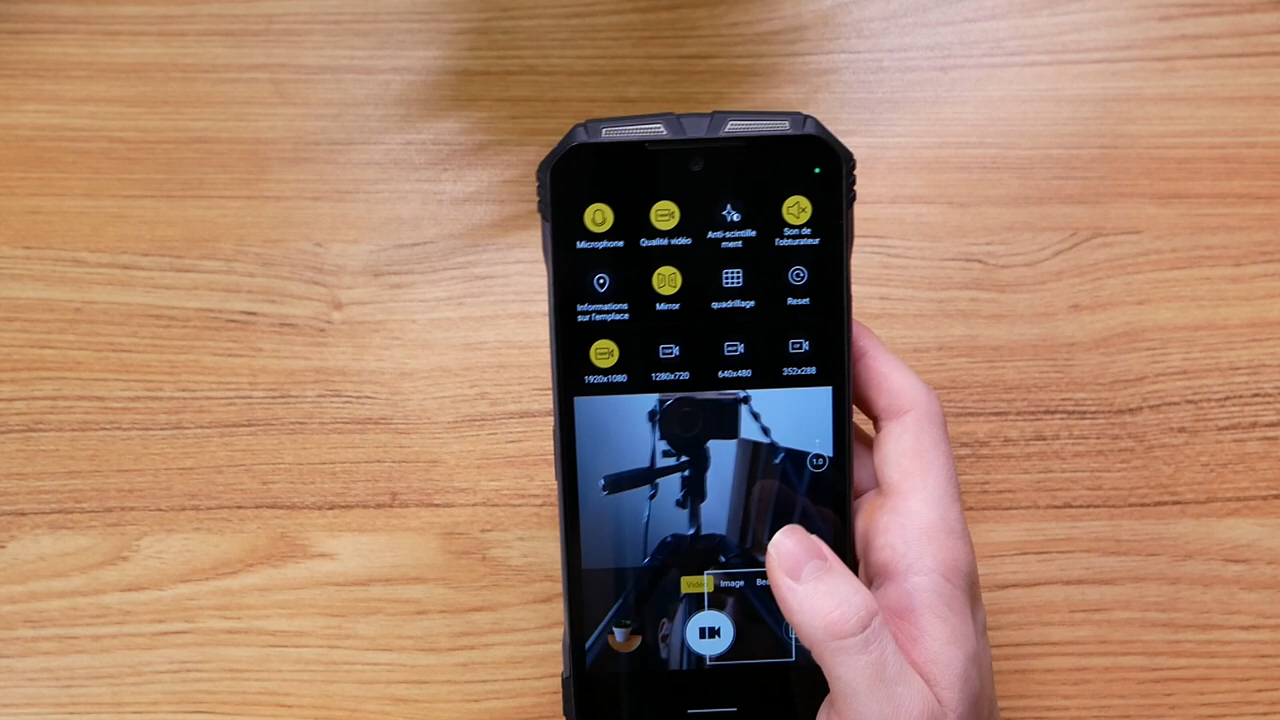 Microphone
Qualité vidéo
Anti-scintille
ment
Son de
l'obturateur
Informations
sur l'emplace
Mirror
quadrillage
Reset
1920x1080
1280x720
640x480
352x288
1.0
Vidéo
Image